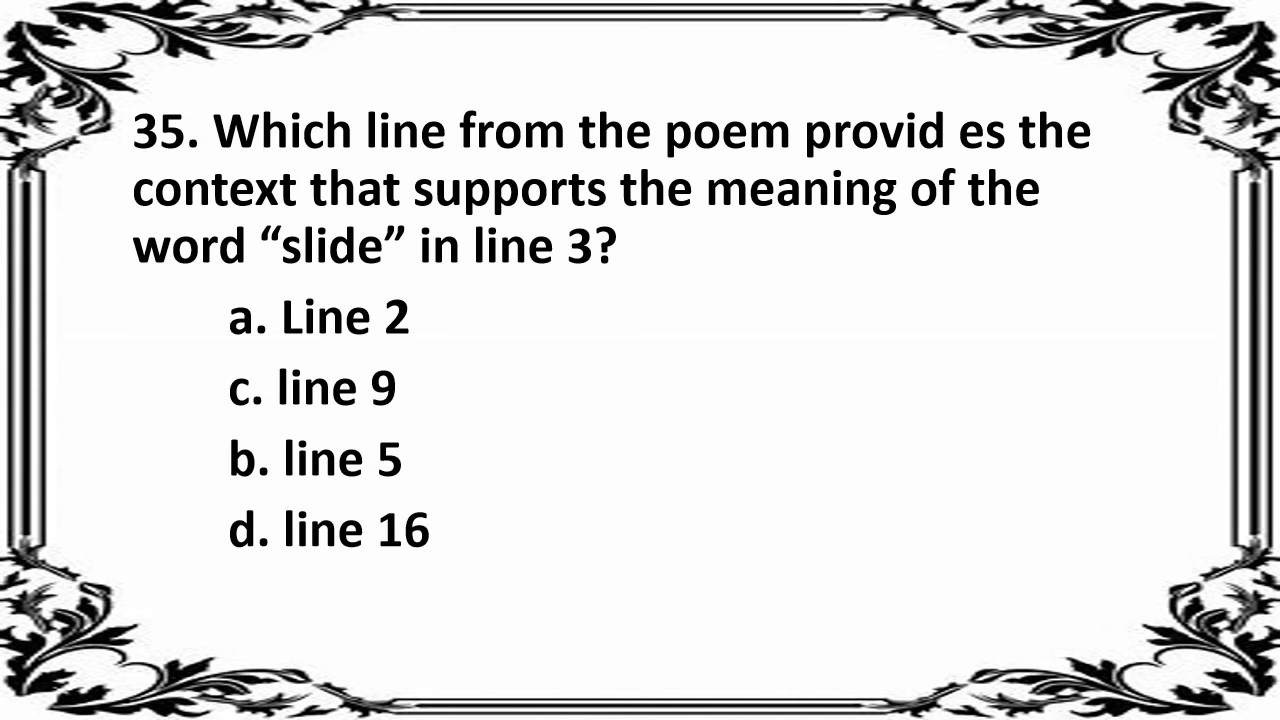 35. Which line from the poem provid es the
context that supports the meaning of the
word “slide” in line 3?
a. Line 2
c. line 9
b. line 5
d. line 16